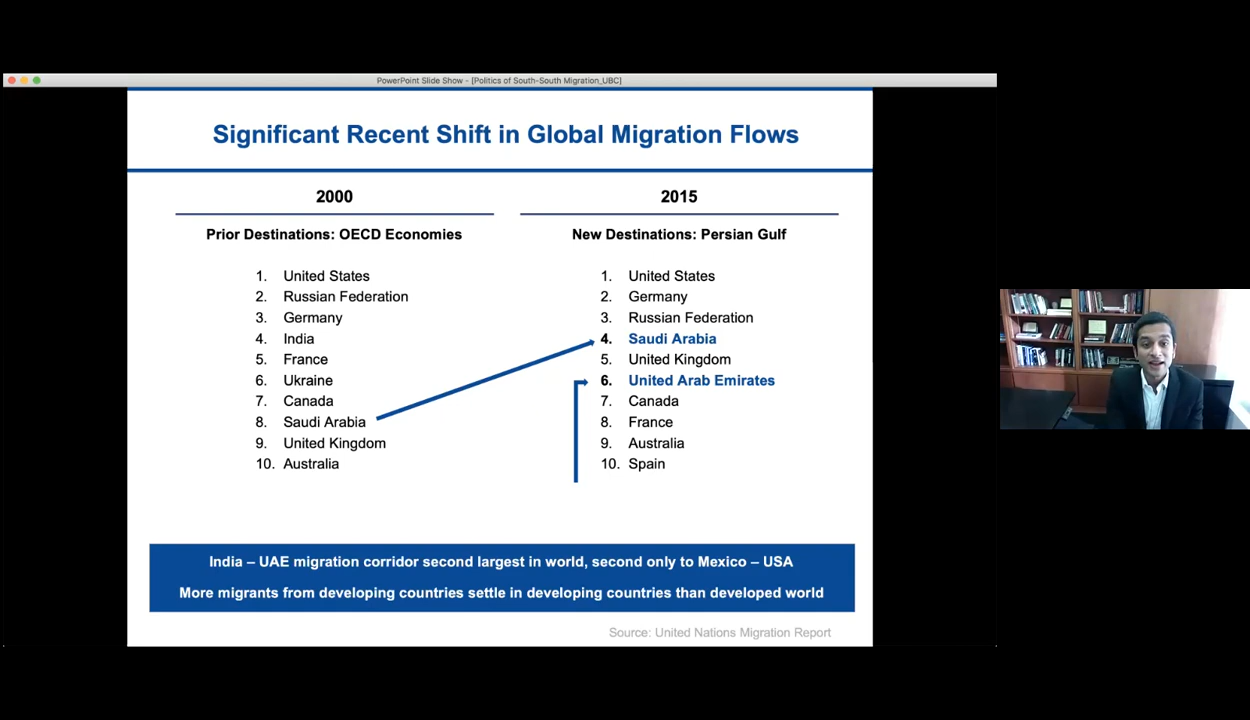 PowerPoint Slide Show - [Politics of South-South Migration_UBC]
Significant Recent Shift in Global Migration Flows
2000
Prior Destinations: OECD Economies
1. United States
2. Russian Federation
3. Germany
4. India
5. France
6. Ukraine
7. Canada
8. Saudi Arabia
9. United Kingdom
10. Australia
2015
New Destinations: Persian Gulf
1. United States
2. Germany
3. Russian Federation
4. Saudi Arabia
5. United Kingdom
6. United Arab Emirates
7. Canada
8. France
9. Australia
10. Spain
India – UAE migration corridor second largest in world, second only to Mexico – USA
More migrants from developing countries settle in developing countries than developed world
Source: United Nations Migration Report